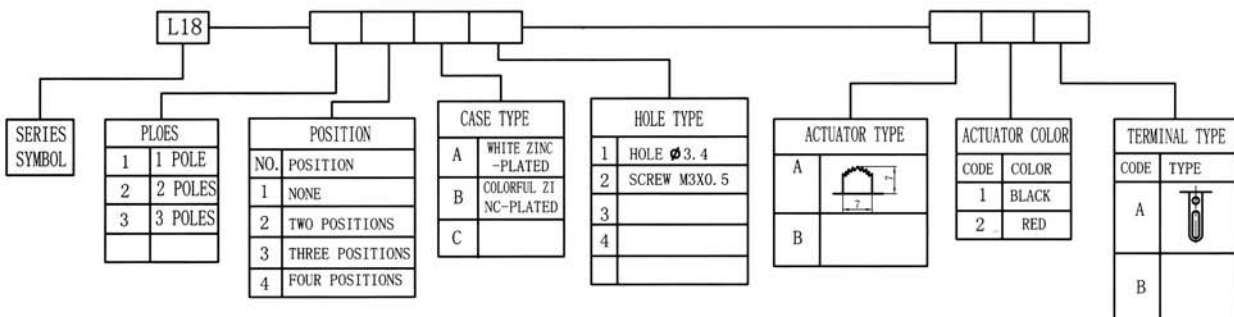 L18
SERIES
SYMBOL
PLOES
1 1 POLE
2 2 POLES
3 3 POLES
POSITION
NO. POSITION
1 NONE
2 TWO POSITIONS
3 THREE POSITIONS
4 FOUR POSITIONS
CASE TYPE
A WHITE ZINC
-PLATED
B COLORFUL ZI
NC-PLATED
C
HOLE TYPE
1 HOLE Ø3.4
2 SCREW M3X0.5
3
4
ACTUATOR TYPE
A 7
7
B
ACTUATOR COLOR
CODE COLOR
1 BLACK
2 RED
TERMINAL TYPE
CODE TYPE
A
B